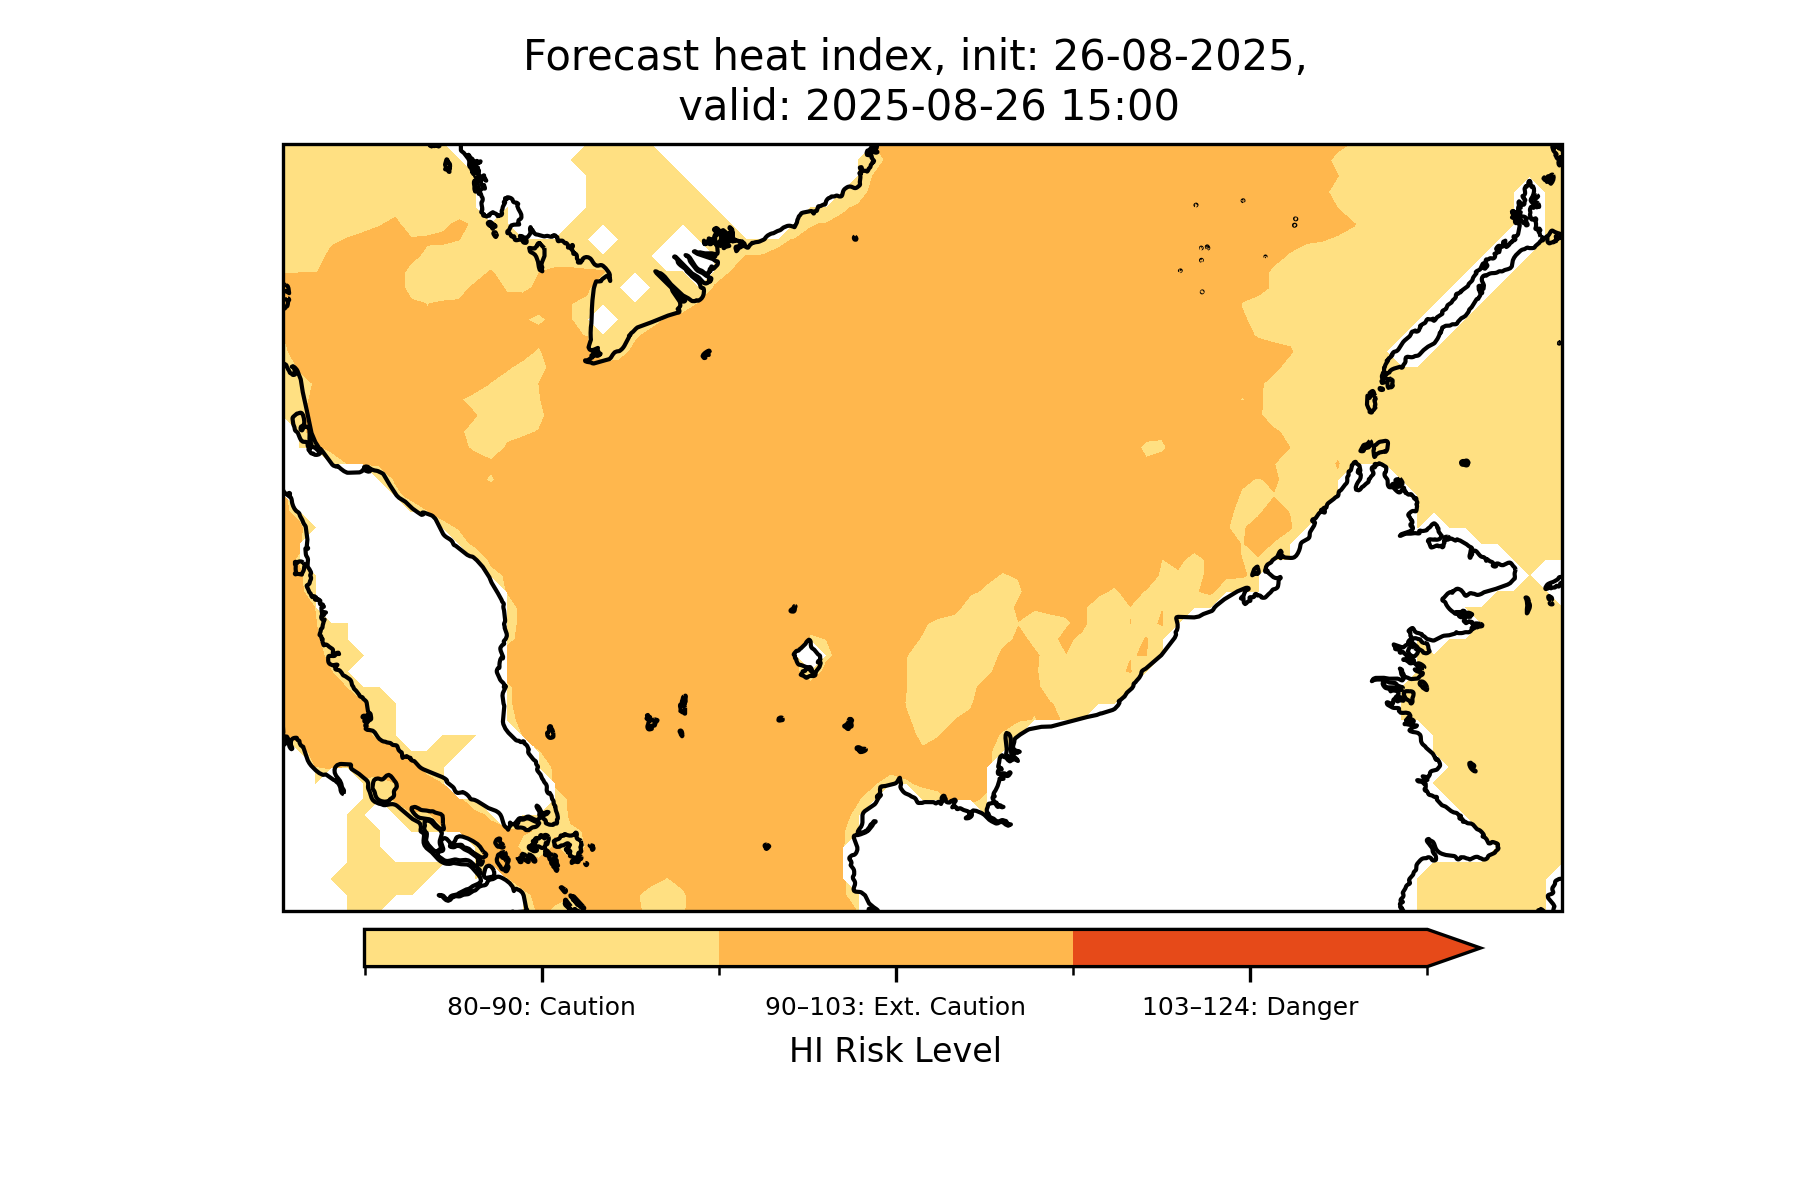 Forecast heat index, init: 26-08-2025,
valid: 2025-08-26 15:00
80–90: Caution
90–103: Ext. Caution
103–124: Danger
HI Risk Level